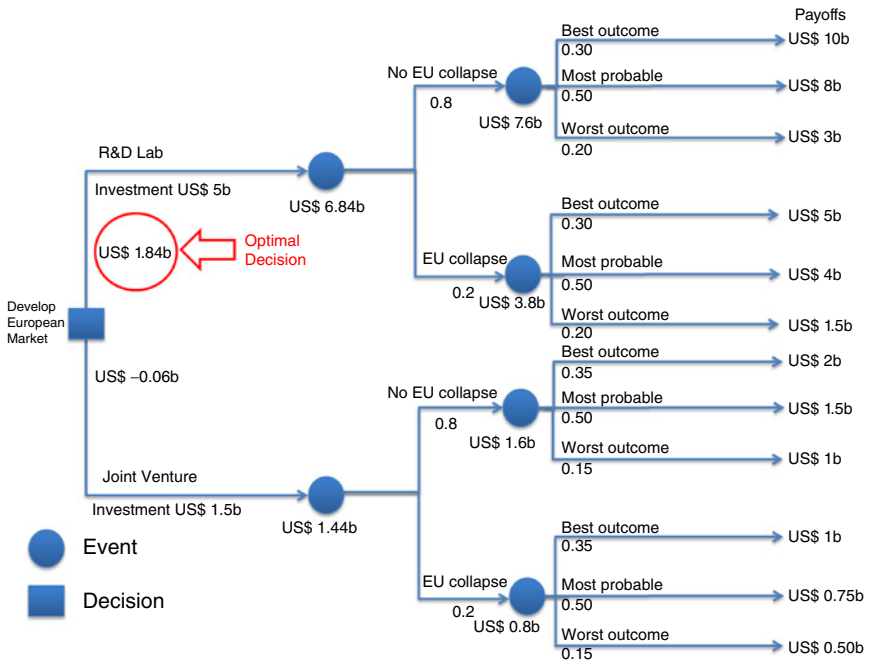 Payoffs
Best outcome
0.30
US$ 10b
No EU collapse
0.8
Most probable
0.50
US$ 8b
US$ 7.6b
Worst outcome
0.20
US$ 3b
R&D Lab
Investment US$ 5b
US$ 6.84b
Best outcome
0.30
US$ 5b
US$ 1.84b
Optimal
Decision
EU collapse
0.2
US$ 3.8b
Most probable
0.50
US$ 4b
Worst outcome
0.20
US$ 1.5b
Develop
European
Market
US$ –0.06b
Best outcome
0.35
US$ 2b
No EU collapse
0.8
Most probable
0.50
US$ 1.5b
US$ 1.6b
Worst outcome
0.15
US$ 1b
Joint Venture
Investment US$ 1.5b
US$ 1.44b
Best outcome
0.35
US$ 1b
EU collapse
0.2
US$ 0.8b
Most probable
0.50
US$ 0.75b
Worst outcome
0.15
US$ 0.50b
Event
Decision